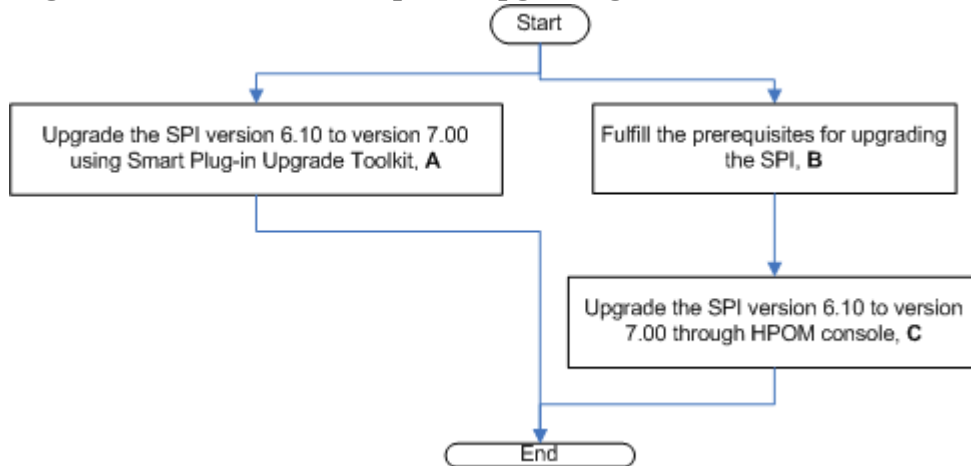 Start
Upgrade the SPI version 6.10 to version 7.00
using Smart Plug-in Upgrade Toolkit, A
Fulfill the prerequisites for upgrading
the SPI, B
Upgrade the SPI version 6.10 to version
7.00 through HPOM console, C
End